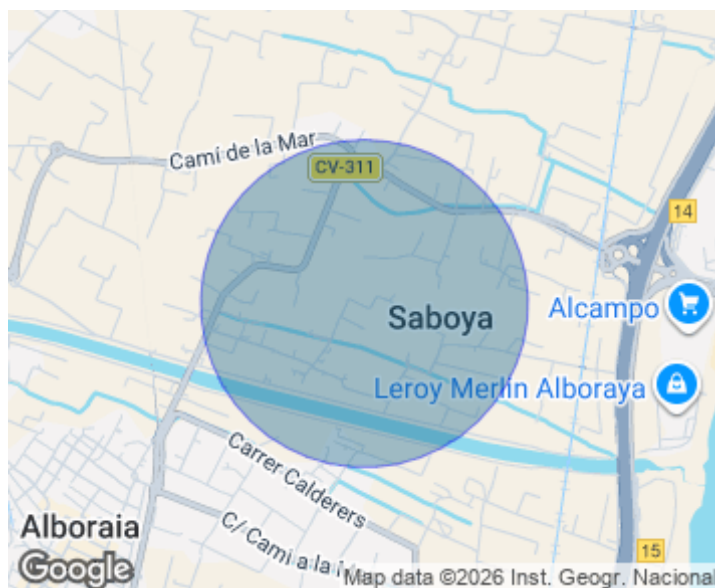 Camí de la Mar
CV-311
14
Saboya
Alcampo
Leroy Merlin Alboraya
Carrer Calderers
Alboraia
C/ Camí a la
15
Google
Map data ©2026 Inst. Geogr. Nacional